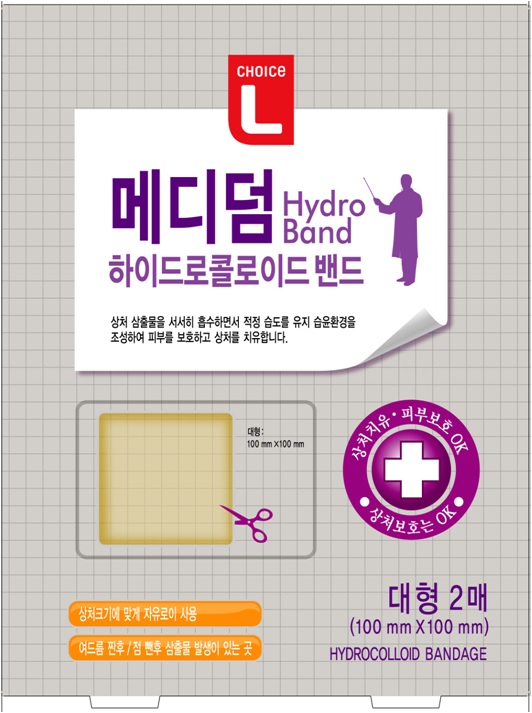 CHOICE
L
메디덤 Hydro Band
하이드로콜로이드 밴드
상처 삼출물을 서서히 흡수하면서 적정 습도를 유지 습윤환경을
조성하여 피부를 보호하고 상처를 치유합니다.
대형 :
100 mm X100 mm
상처치유 · 피부보호 OK
상처보호는 OK
상처크기에 맞게 자유로이 사용
여드름 짠후 / 점 뺀후 삼출물 발생이 있는 곳
대형 2매
(100 mm X 100 mm)
HYDROCOLLOID BANDAGE